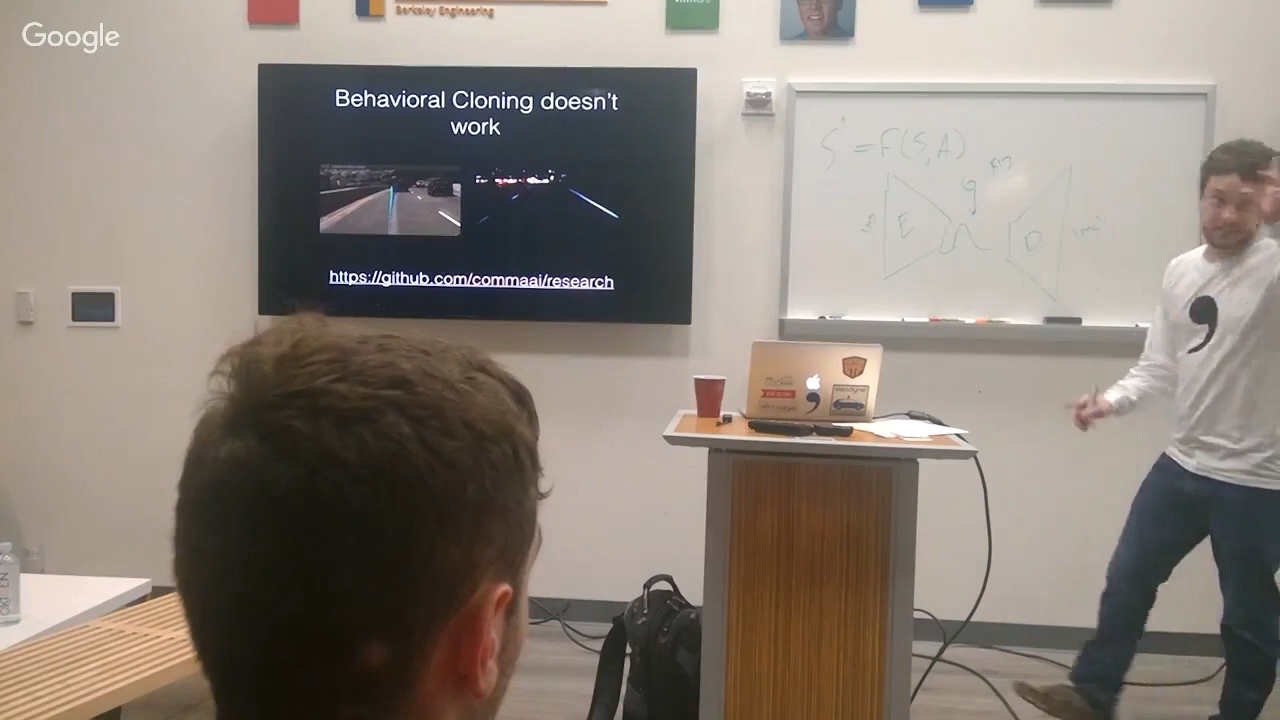 Google
Berkeley Engineering
Behavioral Cloning doesn't
work
https://github.com/commaai/research
S' = F(S, A)
E
D